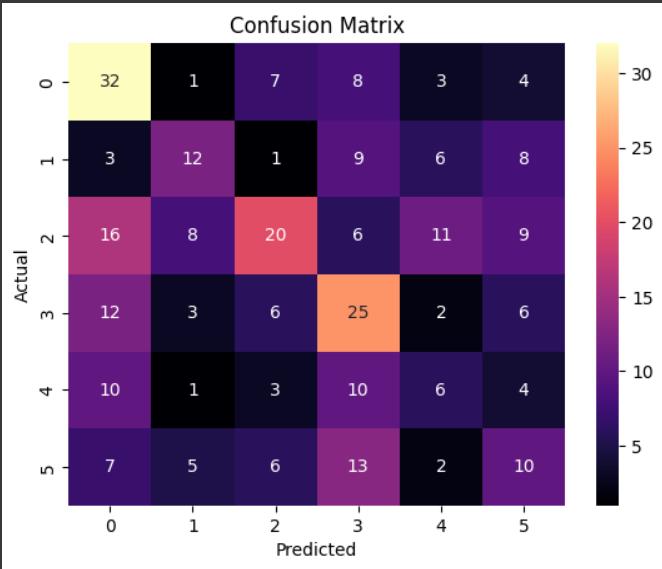 Confusion Matrix
0 32 1 7 8 3 4
1 3 12 1 9 6 8
2 16 8 20 6 11 9
3 12 3 6 25 2 6
4 10 1 3 10 6 4
5 7 5 6 13 2 10
0 1 2 3 4 5
Predicted
Actual
30
25
20
15
10
5